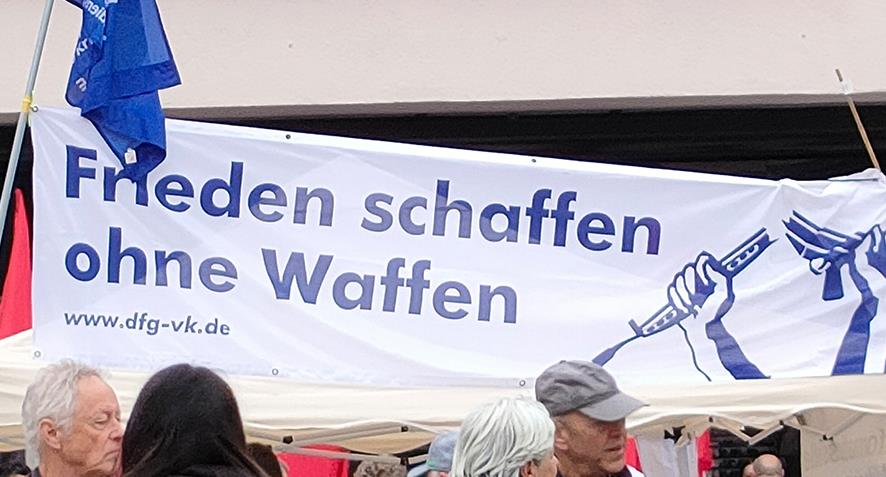 Frieden schaffen
ohne Waffen
www.dfg-vk.de